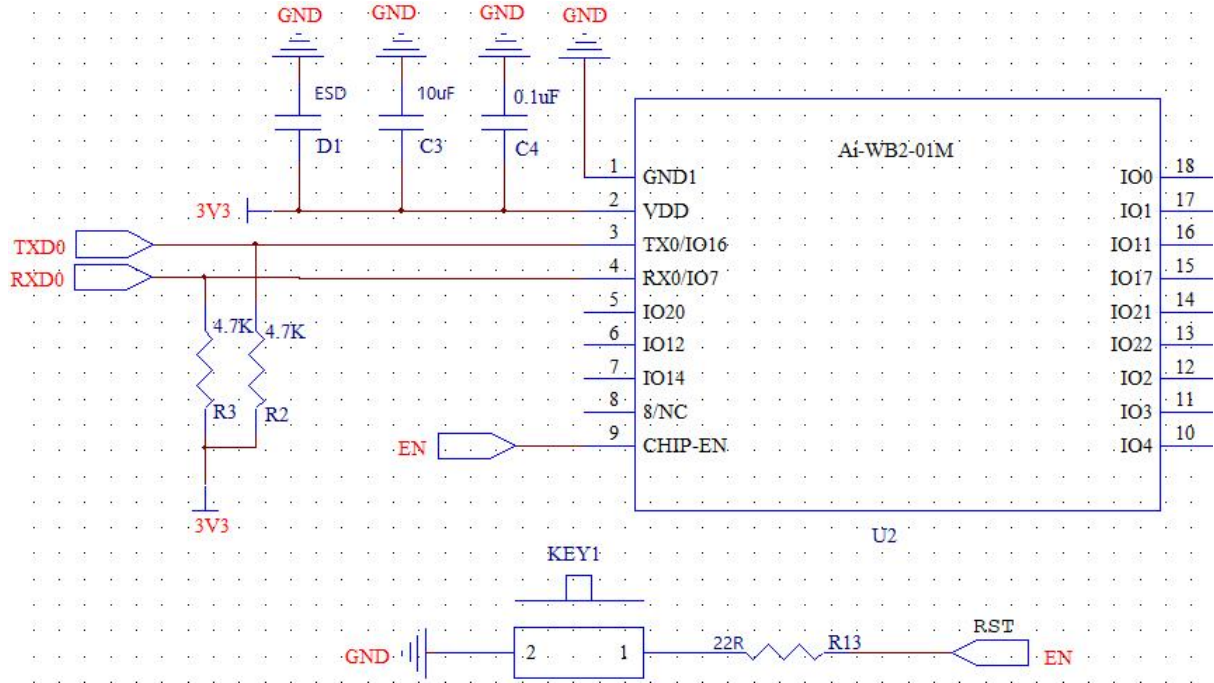 GND GND GND GND
ESD 10uF 0.1uF
D1 C3 C4
Ai-WB2-01M
1 GND1 IO0 18
3V3 2 VDD IO1 17
TXD0 3 TX0/IO16 IO11 16
RXD0 4 RX0/IO7 IO17 15
5 IO20 IO21 14
4.7K 4.7K 6 IO12 IO22 13
7 IO14 IO2 12
R3 R2 8 8/NC IO3 11
EN 9 CHIP-EN IO4 10
3V3
U2
KEY1
GND 2 1 22R R13 RST EN